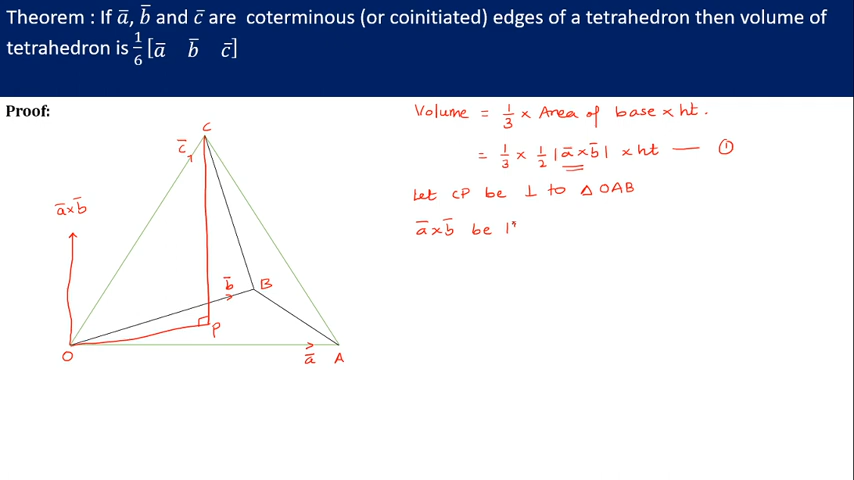 Theorem : If a̅, b̅ and c̅ are coterminous (or coinitiated) edges of a tetrahedron then volume of
tetrahedron is 1/6 [a̅ b̅ c̅]
Proof:
C
c̅
a̅ x b̅
b̅
B
P
O
a̅
A
Volume = 1/3 x Area of base x ht.
= 1/3 x 1/2 |a̅ x b̅| x ht — ①
Let CP be ⊥ to △ OAB
a̅ x b̅ be